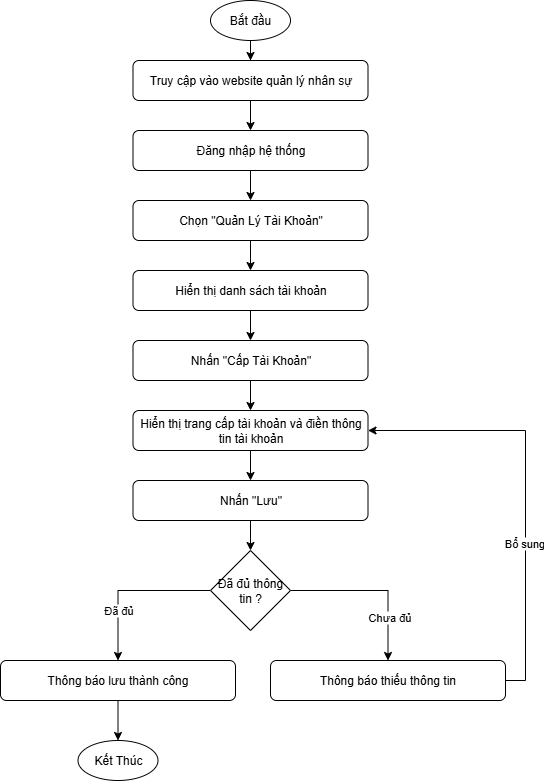 Bắt đầu
Truy cập vào website quản lý nhân sự
Đăng nhập hệ thống
Chọn "Quản Lý Tài Khoản"
Hiển thị danh sách tài khoản
Nhấn "Cấp Tài Khoản"
Hiển thị trang cấp tài khoản và điền thông
tin tài khoản
Nhấn "Lưu"
Bổ sung
Đã đủ thông
tin ?
Đã đủ
Chưa đủ
Thông báo lưu thành công
Thông báo thiếu thông tin
Kết Thúc